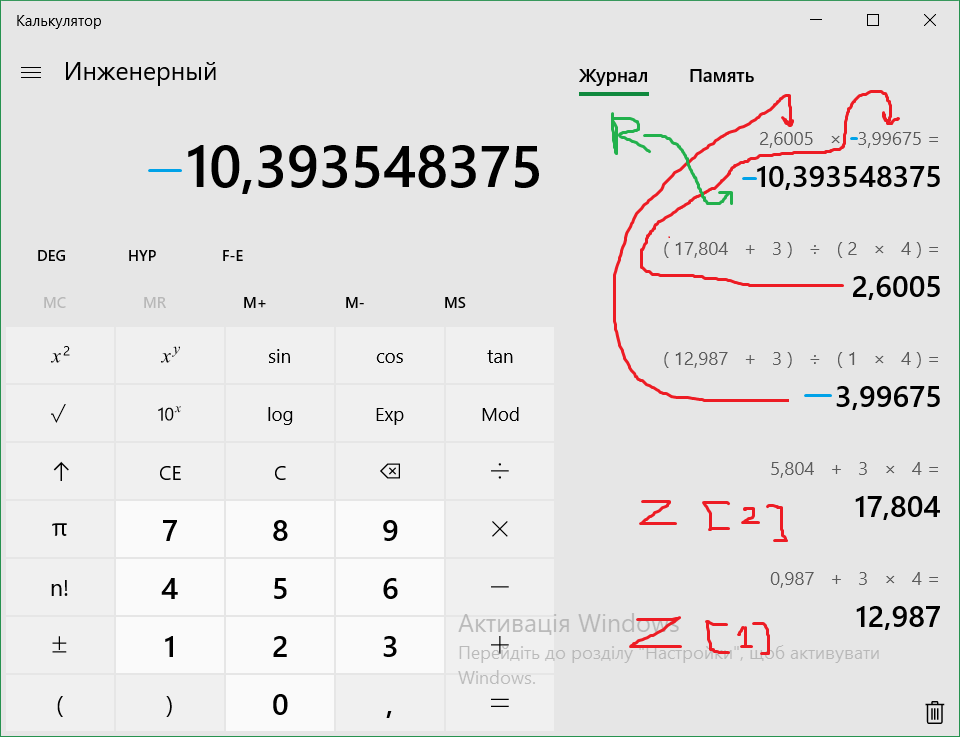 Калькулятор
Инженерный
Журнал Память
R
2,6005 × -3,99675 =
-10,393548375
-10,393548375
( 17,804 + 3 ) ÷ ( 2 × 4 ) =
2,6005
DEG HYP F-E
MC MR M+ M- MS
( 12,987 + 3 ) ÷ ( 1 × 4 ) =
-3,99675
x² xʸ sin cos tan
√ 10ˣ log Exp Mod
↑ CE C ⌫ ÷
π 7 8 9 ×
n! 4 5 6 −
± 1 2 3 +
( ) 0 , =
5,804 + 3 × 4 =
17,804
Z [2]
0,987 + 3 × 4 =
12,987
Z [1]
Активація Windows
Перейдіть до розділу "Настройки", щоб активувати
Windows.